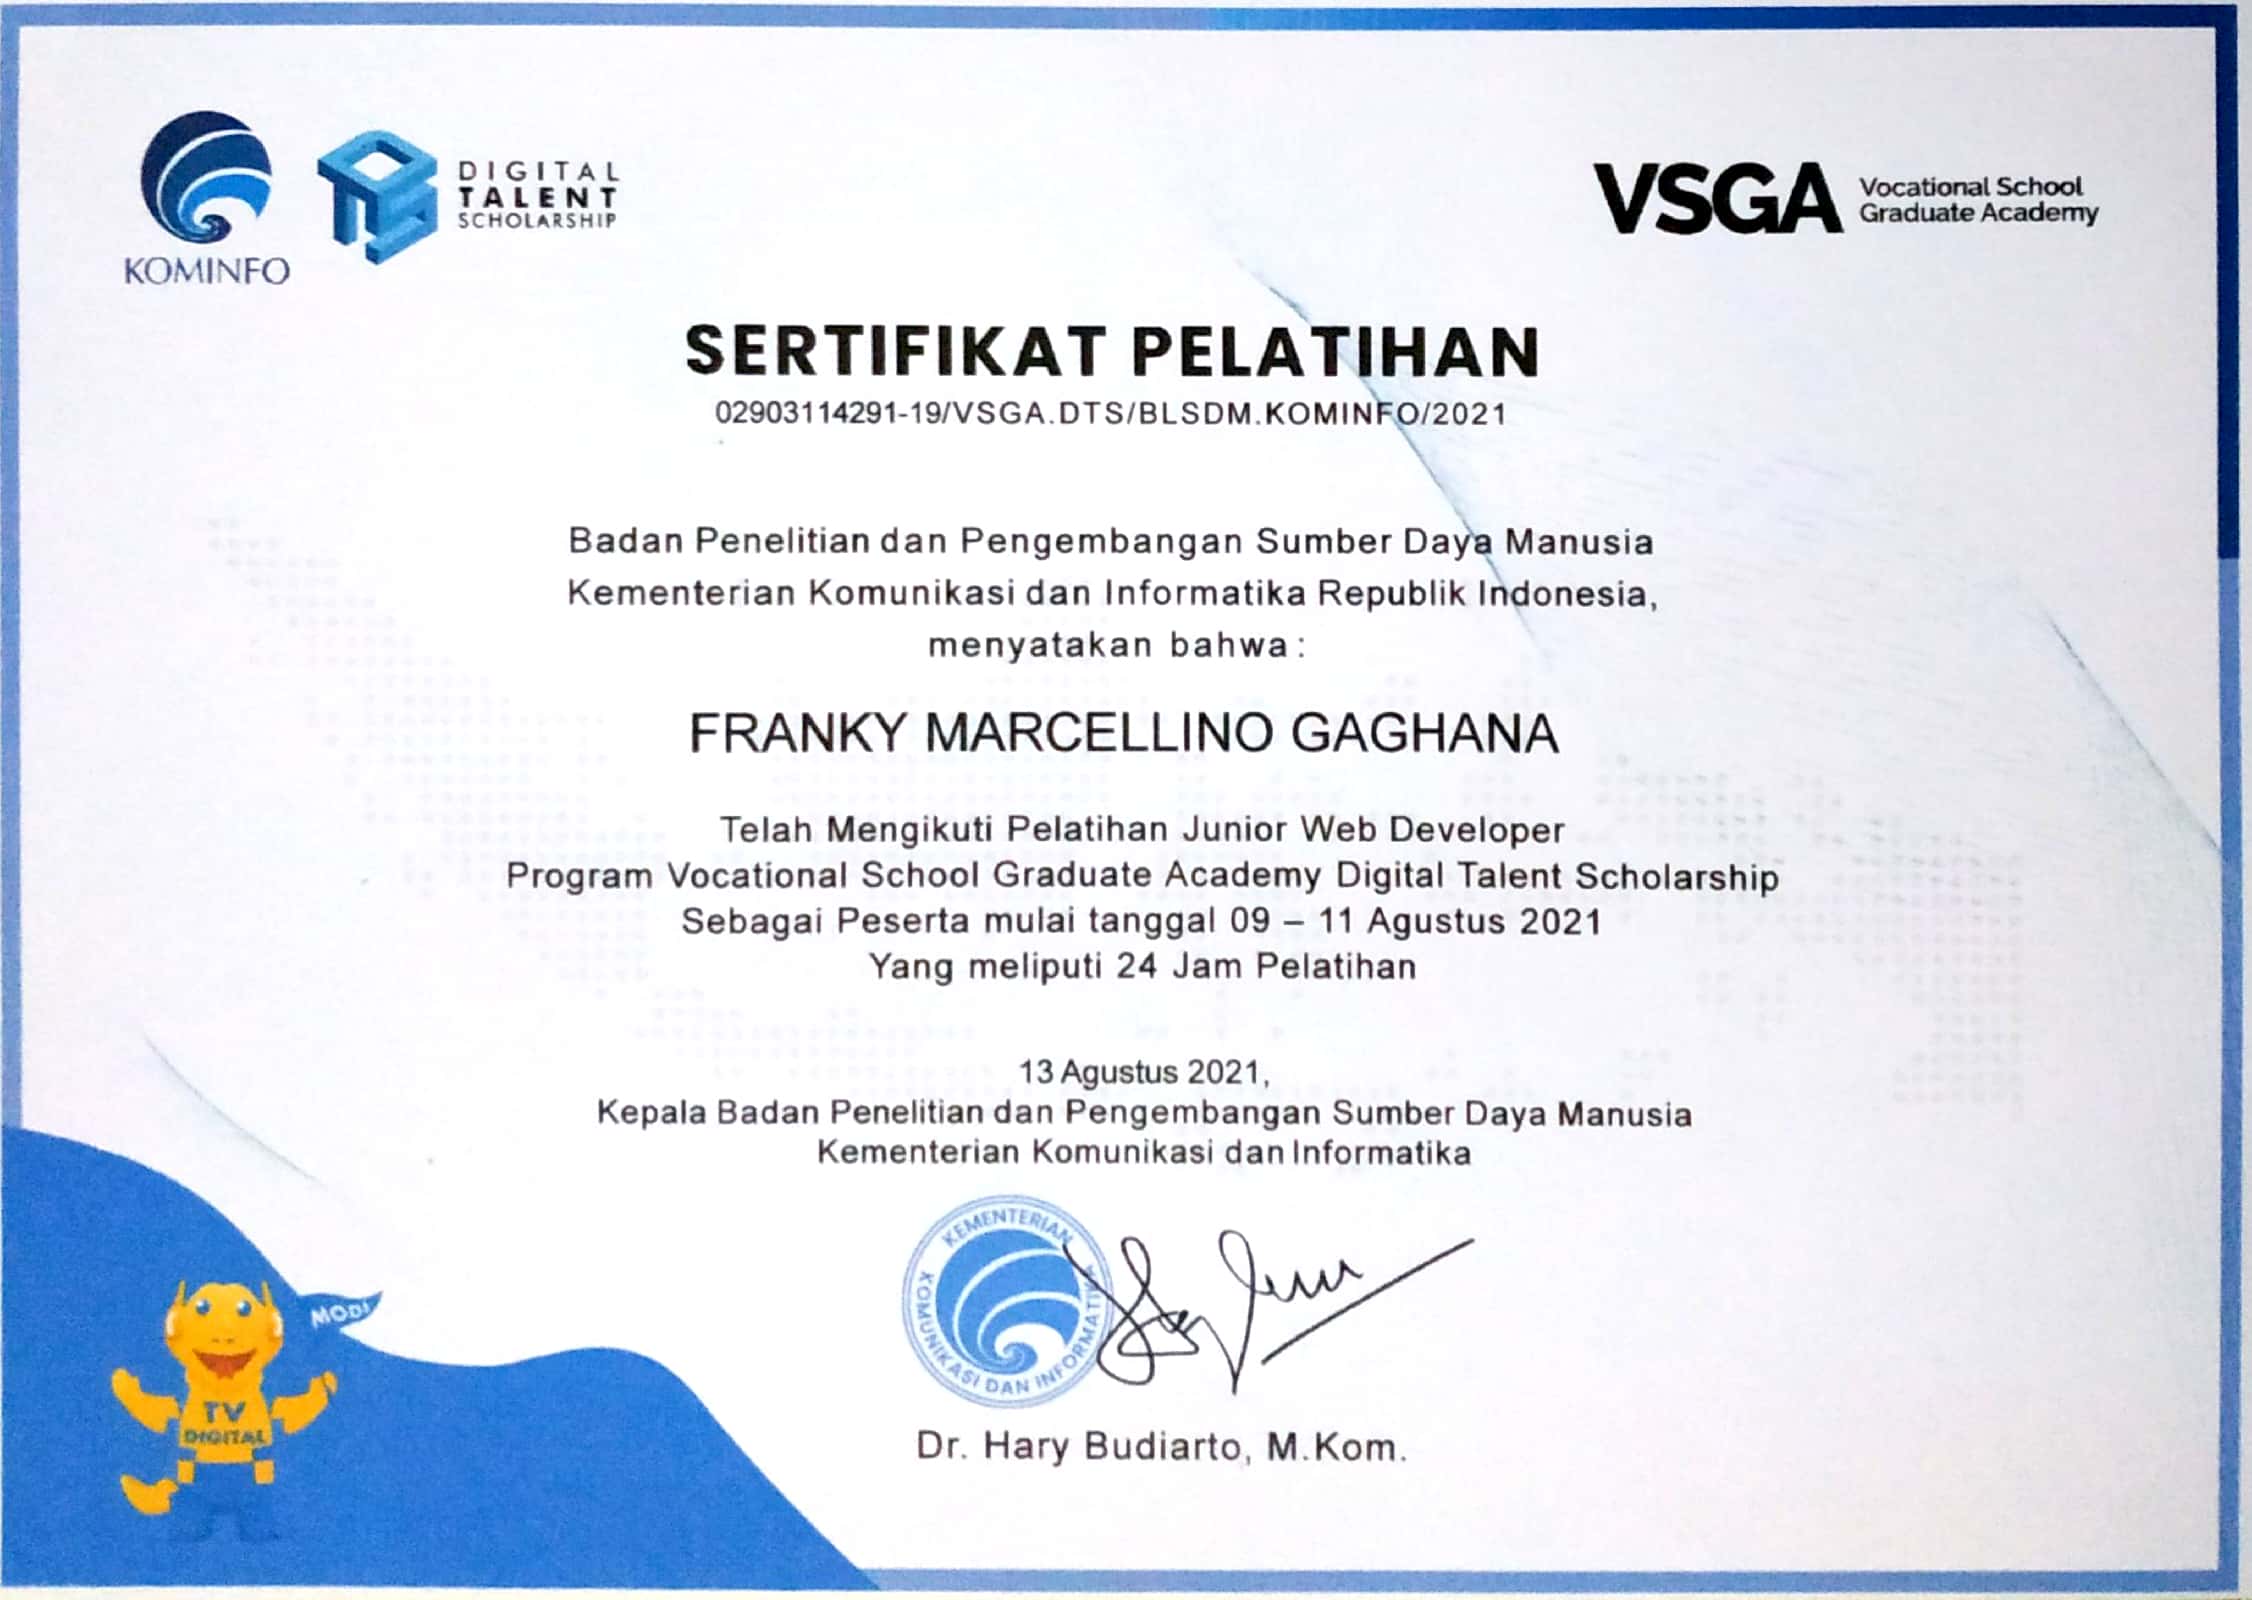 KOMINFO
DIGITAL
TALENT
SCHOLARSHIP
VSGA
Vocational School
Graduate Academy
SERTIFIKAT PELATIHAN
02903114291-19/VSGA.DTS/BLSDM.KOMINFO/2021
Badan Penelitian dan Pengembangan Sumber Daya Manusia
Kementerian Komunikasi dan Informatika Republik Indonesia,
menyatakan bahwa :
FRANKY MARCELLINO GAGHANA
Telah Mengikuti Pelatihan Junior Web Developer
Program Vocational School Graduate Academy Digital Talent Scholarship
Sebagai Peserta mulai tanggal 09 – 11 Agustus 2021
Yang meliputi 24 Jam Pelatihan
13 Agustus 2021,
Kepala Badan Penelitian dan Pengembangan Sumber Daya Manusia
Kementerian Komunikasi dan Informatika
KEMENTERIAN
KOMUNIKASI DAN INFORMATIKA
MODI
TV
DIGITAL
Dr. Hary Budiarto, M.Kom.